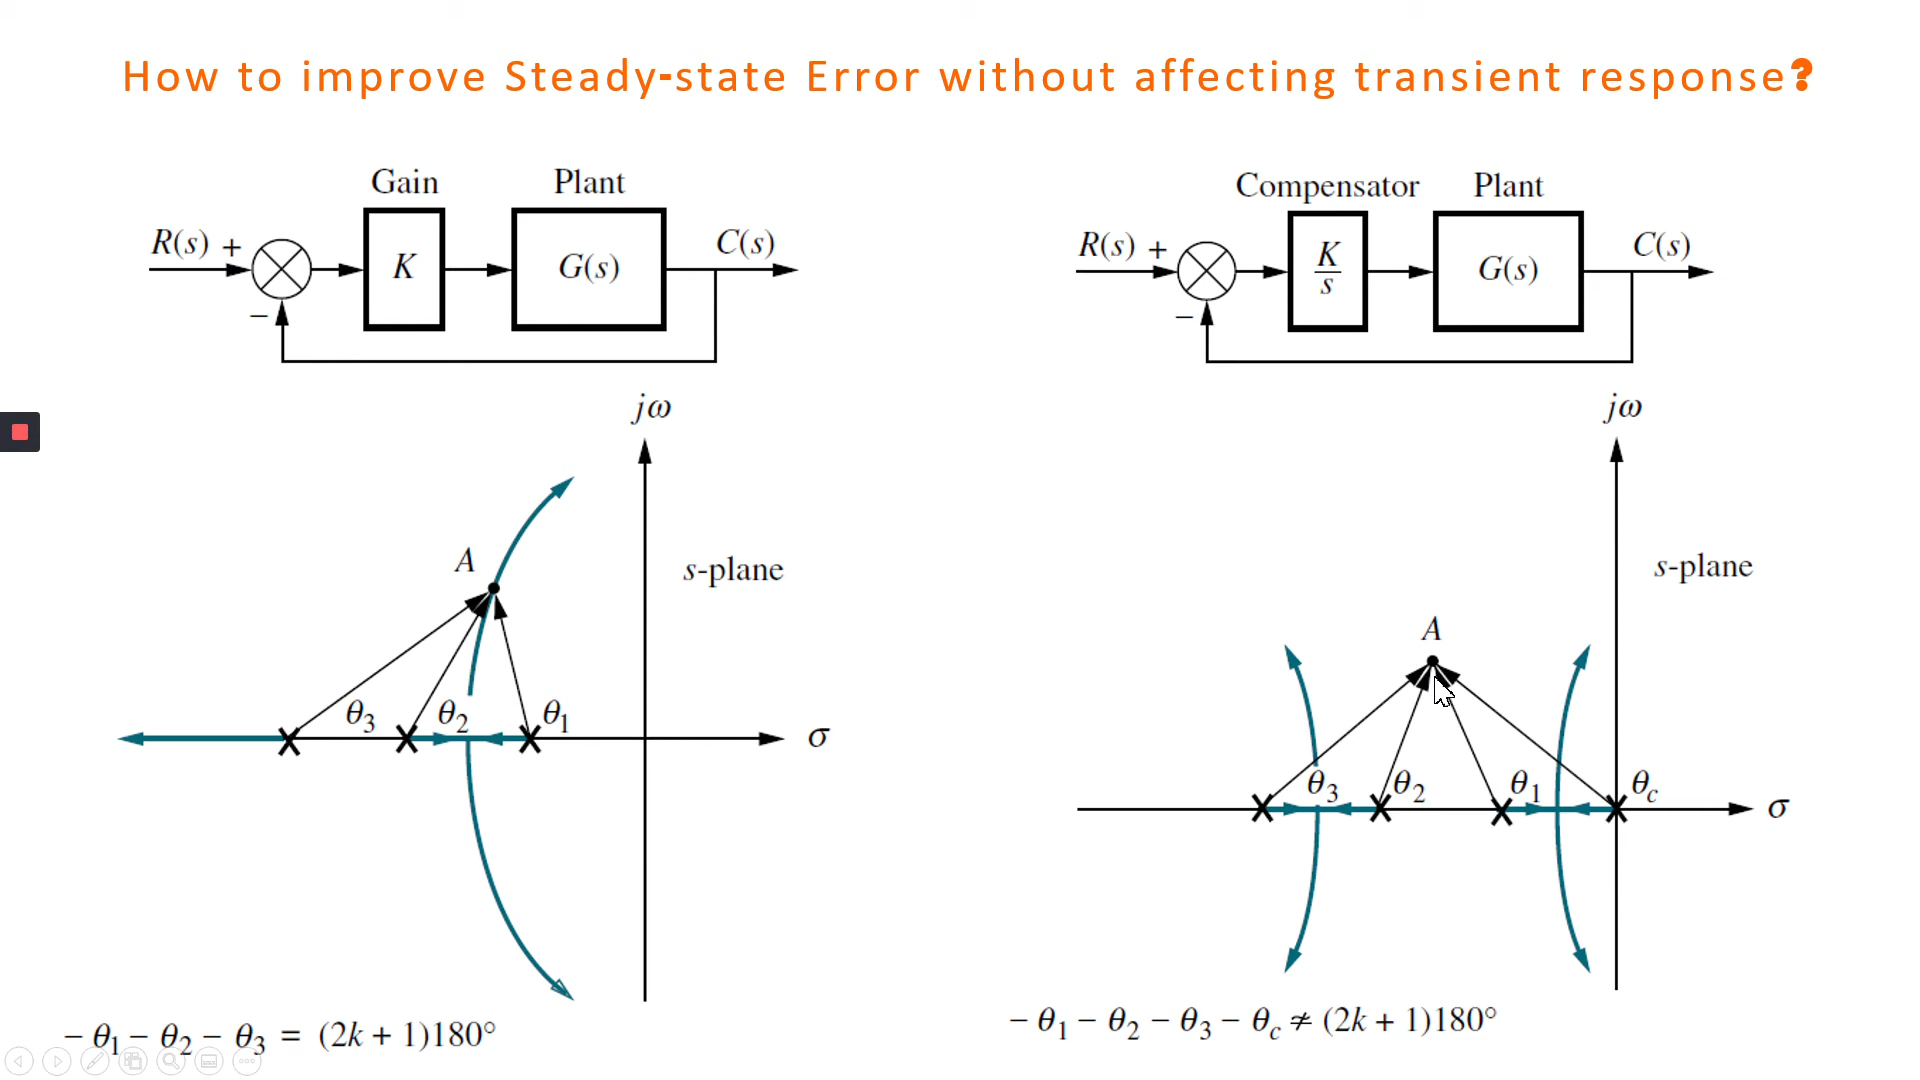 How to improve Steady-state Error without affecting transient response?
Gain
Plant
R(s) +
K
G(s)
C(s)
−
jω
A
s-plane
θ3
θ2
θ1
σ
− θ1 − θ2 − θ3 = (2k + 1)180°
Compensator
Plant
R(s) +
K
s
G(s)
C(s)
−
jω
s-plane
A
θ3
θ2
θ1
θc
σ
− θ1 − θ2 − θ3 − θc ≠ (2k + 1)180°